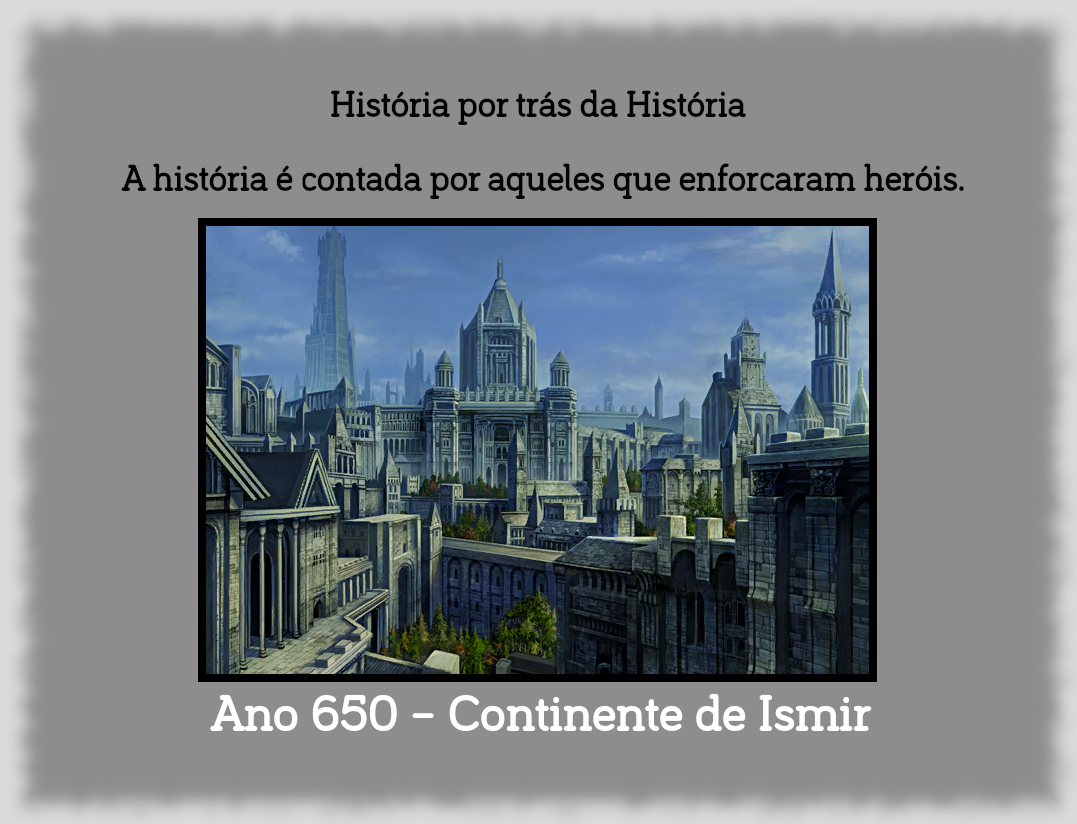 História por trás da História
A história é contada por aqueles que enforcaram heróis.
Ano 650 – Continente de Ismir